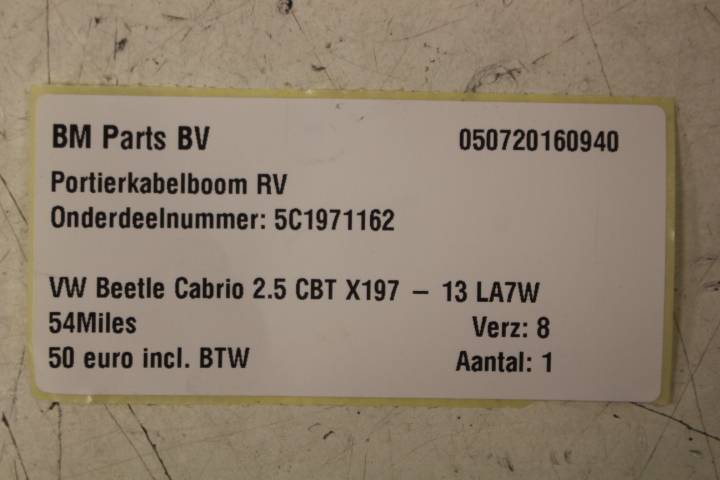 BM Parts BV 050720160940
Portierkabelboom RV
Onderdeelnummer: 5C1971162
VW Beetle Cabrio 2.5 CBT X197 – 13 LA7W
54Miles Verz: 8
50 euro incl. BTW Aantal: 1